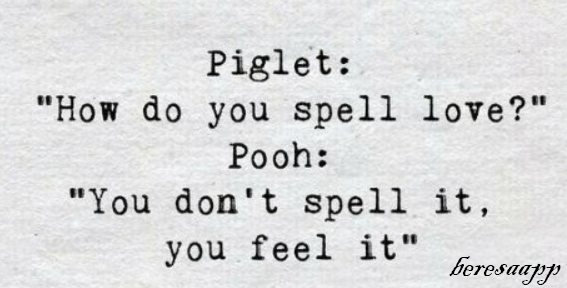 Piglet:
"How do you spell love?"
Pooh:
"You don't spell it,
you feel it"
beresaapp